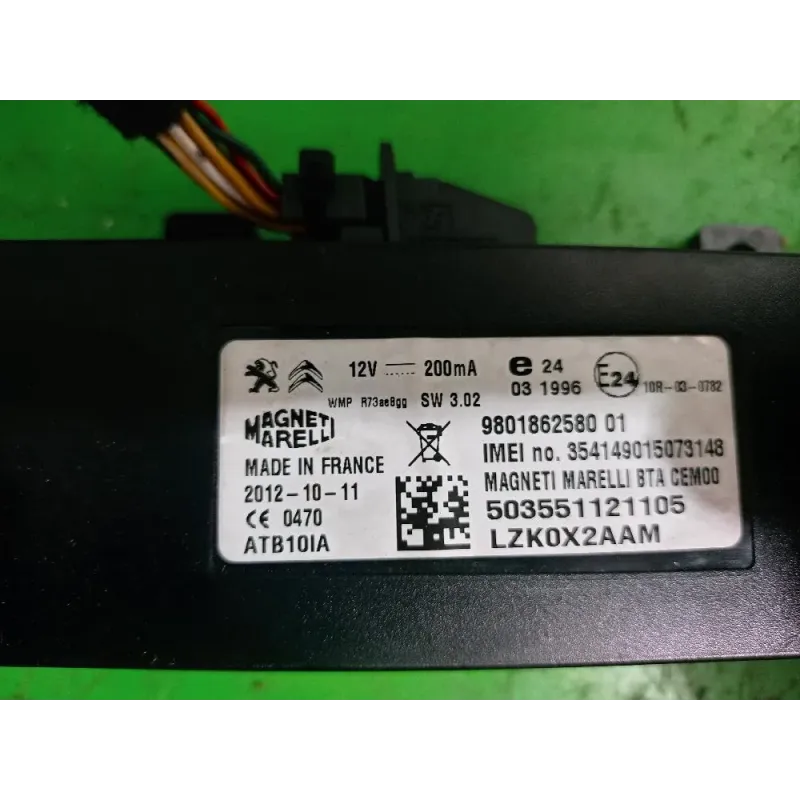 12V 200mA
e 24
03 1996
E24 10R-03-0782
WMP R73ae8gg SW 3.02
MAGNETI
MARELLI
MADE IN FRANCE
2012-10-11
CE 0470
ATB10IA
9801862580 01
IMEI no. 354149015073148
MAGNETI MARELLI BTA CEM00
503551121105
LZK0X2AAM